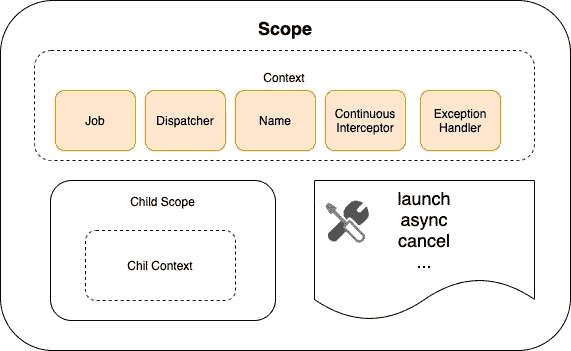 Scope
Context
Job
Dispatcher
Name
Continuous
Interceptor
Exception
Handler
Child Scope
Chil Context
launch
async
cancel
...